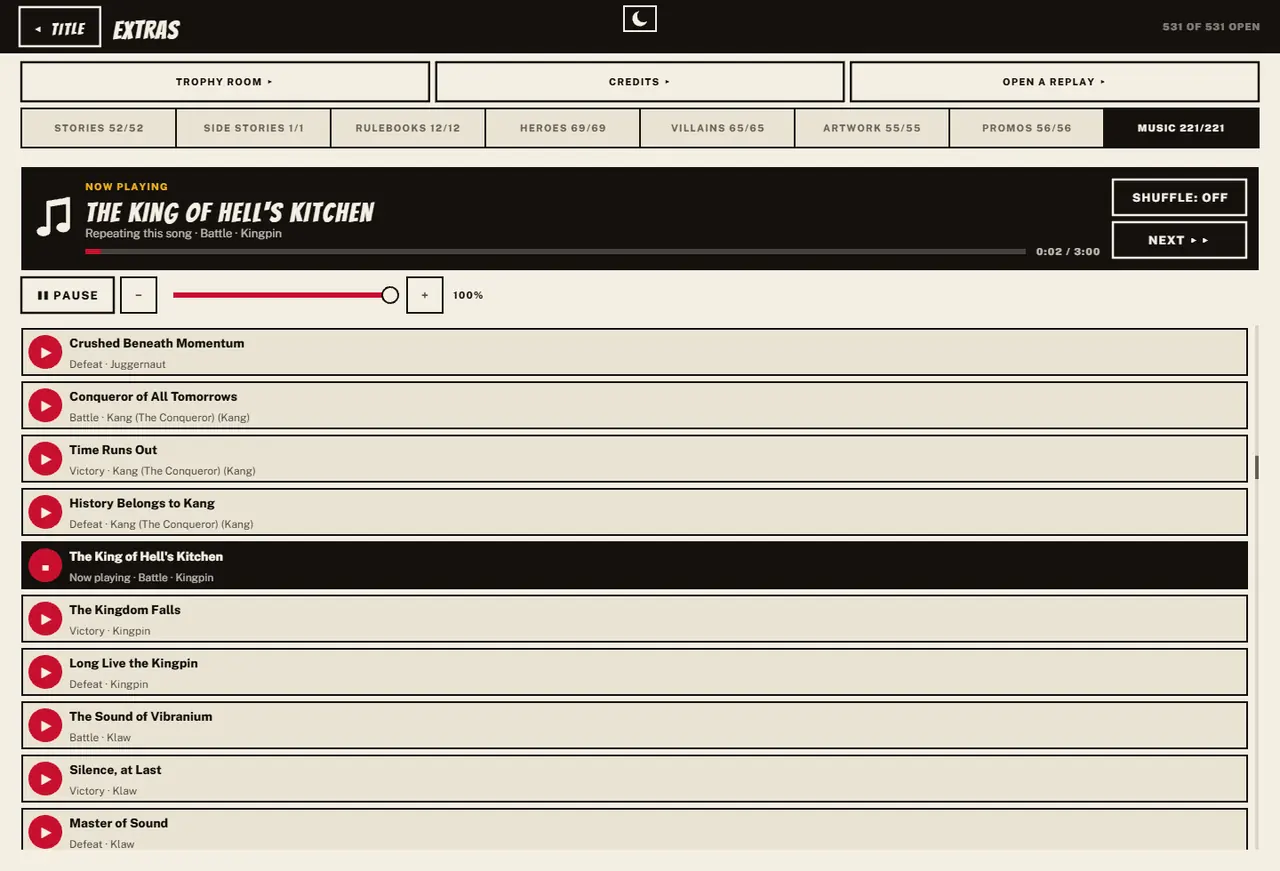 ◂ TITLE
EXTRAS
531 OF 531 OPEN
TROPHY ROOM ▸
CREDITS ▸
OPEN A REPLAY ▸
STORIES 52/52
SIDE STORIES 1/1
RULEBOOKS 12/12
HEROES 69/69
VILLAINS 65/65
ARTWORK 55/55
PROMOS 56/56
MUSIC 221/221
NOW PLAYING
THE KING OF HELL'S KITCHEN
Repeating this song · Battle · Kingpin
0:02 / 3:00
SHUFFLE: OFF
NEXT ▸▸
PAUSE
−
+
100%
Crushed Beneath Momentum
Defeat · Juggernaut
Conqueror of All Tomorrows
Battle · Kang (The Conqueror) (Kang)
Time Runs Out
Victory · Kang (The Conqueror) (Kang)
History Belongs to Kang
Defeat · Kang (The Conqueror) (Kang)
The King of Hell's Kitchen
Now playing · Battle · Kingpin
The Kingdom Falls
Victory · Kingpin
Long Live the Kingpin
Defeat · Kingpin
The Sound of Vibranium
Battle · Klaw
Silence, at Last
Victory · Klaw
Master of Sound
Defeat · Klaw